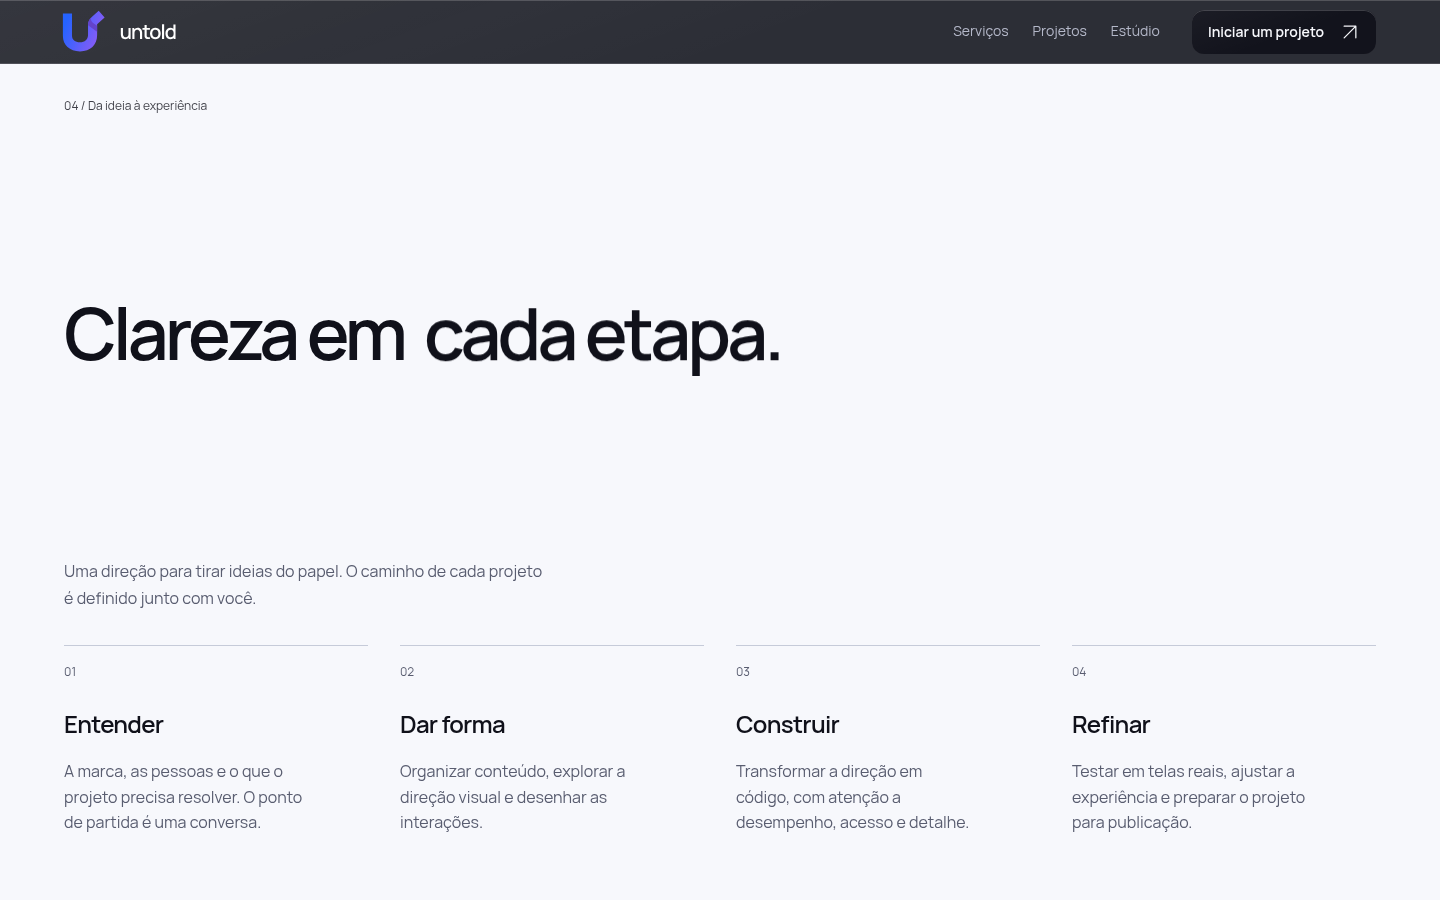 untold
Serviços
Projetos
Estúdio
Iniciar um projeto
04 / Da ideia à experiência
Clareza em cada etapa.
Uma direção para tirar ideias do papel. O caminho de cada projeto
é definido junto com você.
01
Entender
A marca, as pessoas e o que o
projeto precisa resolver. O ponto
de partida é uma conversa.
02
Dar forma
Organizar conteúdo, explorar a
direção visual e desenhar as
interações.
03
Construir
Transformar a direção em
código, com atenção a
desempenho, acesso e detalhe.
04
Refinar
Testar em telas reais, ajustar a
experiência e preparar o projeto
para publicação.